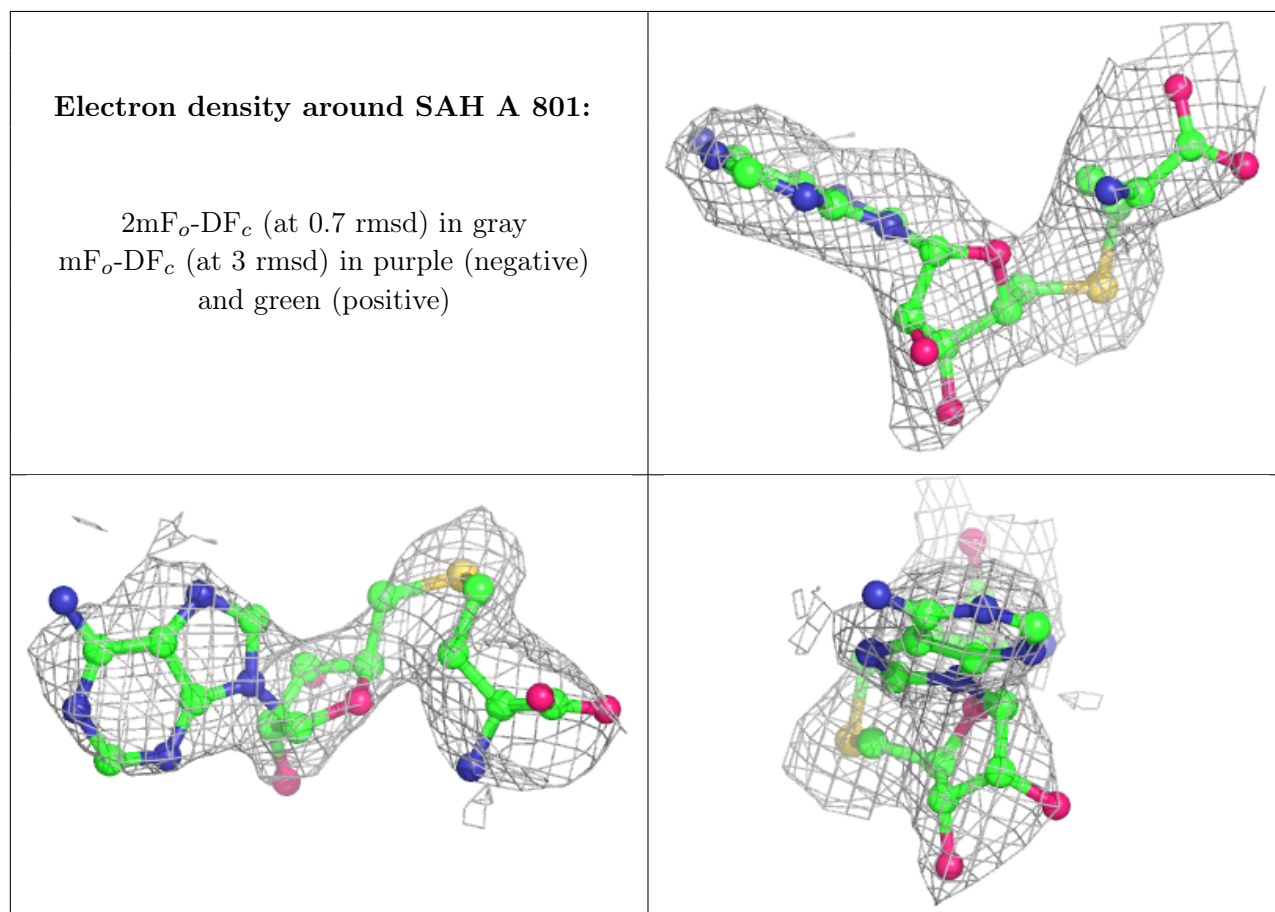 Electron density around SAH A 801:
2mFo-DFc (at 0.7 rmsd) in gray
mFo-DFc (at 3 rmsd) in purple (negative)
and green (positive)